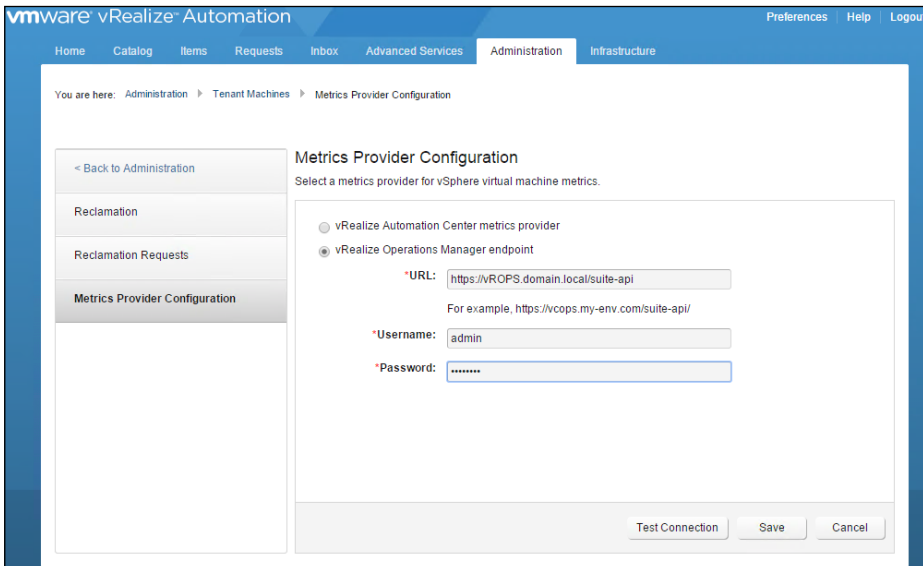 vmware vRealize™ Automation
Preferences Help Logou
Home Catalog Items Requests Inbox Advanced Services Administration Infrastructure
You are here: Administration Tenant Machines Metrics Provider Configuration
< Back to Administration
Reclamation
Reclamation Requests
Metrics Provider Configuration
Metrics Provider Configuration
Select a metrics provider for vSphere virtual machine metrics.
vRealize Automation Center metrics provider
vRealize Operations Manager endpoint
*URL: https://vROPS.domain.local/suite-api
For example, https://vcops.my-env.com/suite-api/
*Username: admin
*Password: ••••••••
Test Connection Save Cancel